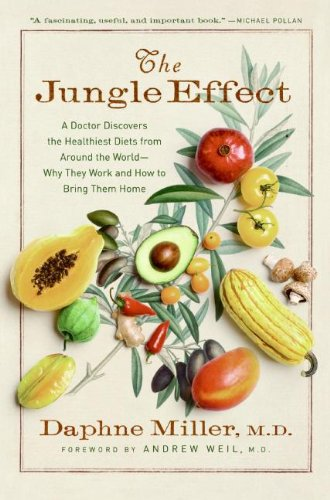 "A fascinating, useful, and important book."—MICHAEL POLLAN
The
Jungle Effect
A Doctor Discovers
the Healthiest Diets from
Around the World—
Why They Work and How to
Bring Them Home
Daphne Miller, M.D.
FOREWORD BY ANDREW WEIL, M.D.